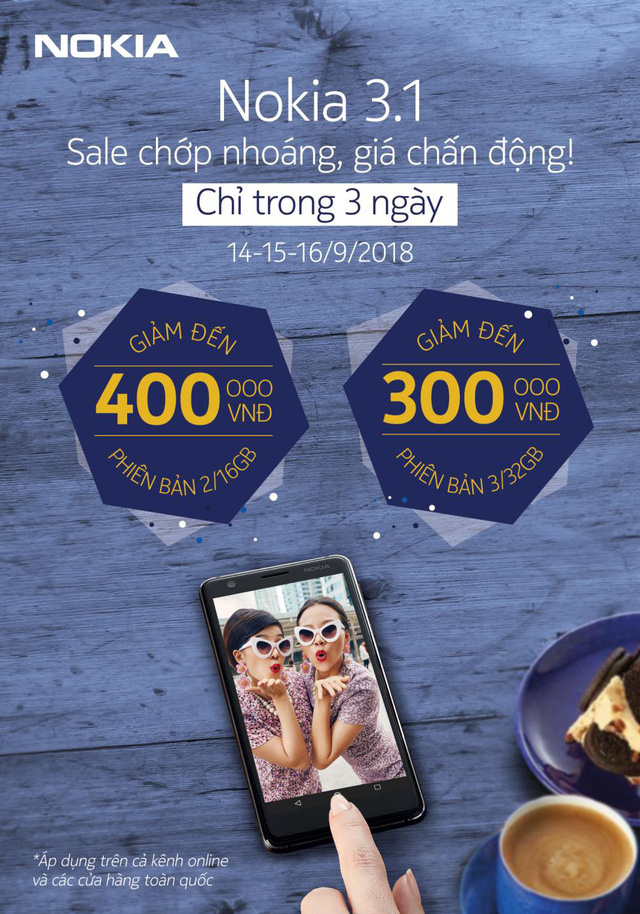 NOKIA
Nokia 3.1
Sale chớp nhoáng, giá chấn động!
Chỉ trong 3 ngày
14-15-16/9/2018
GIẢM ĐẾN
400 000
VNĐ
PHIÊN BẢN 2/16GB
GIẢM ĐẾN
300 000
VNĐ
PHIÊN BẢN 3/32GB
NOKIA
*Áp dụng trên cả kênh online
và các cửa hàng toàn quốc